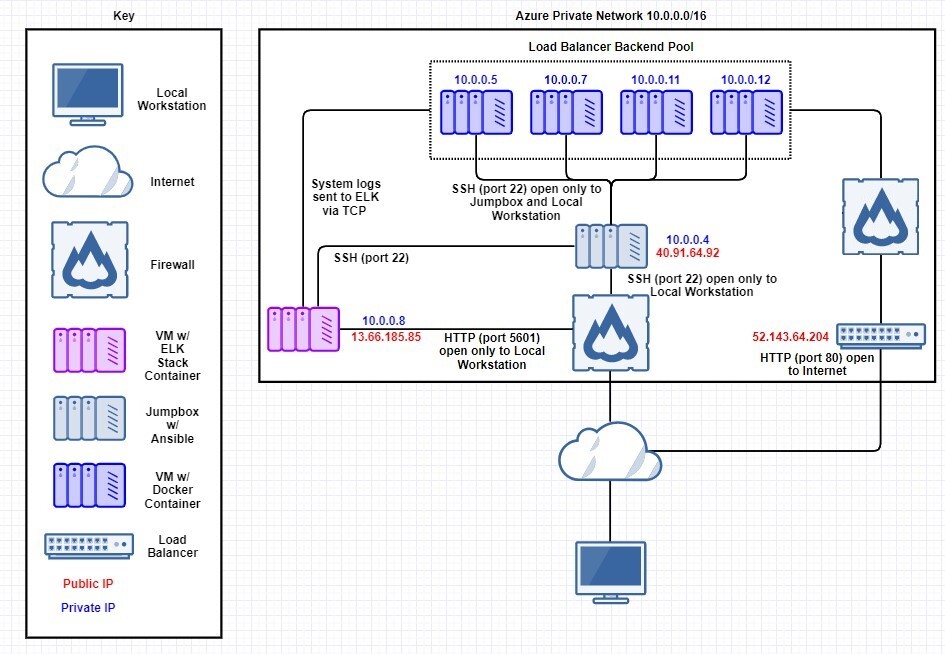 Key
Local
Workstation
Internet
Firewall
VM w/
ELK
Stack
Container
Jumpbox
w/
Ansible
VM w/
Docker
Container
Load
Balancer
Public IP
Private IP
Azure Private Network 10.0.0.0/16
Load Balancer Backend Pool
10.0.0.5
10.0.0.7
10.0.0.11
10.0.0.12
System logs
sent to ELK
via TCP
SSH (port 22) open only to
Jumpbox and Local
Workstation
SSH (port 22)
10.0.0.4
40.91.64.92
SSH (port 22) open only to
Local Workstation
10.0.0.8
13.66.185.85
HTTP (port 5601)
open only to Local
Workstation
52.143.64.204
HTTP (port 80) open
to Internet